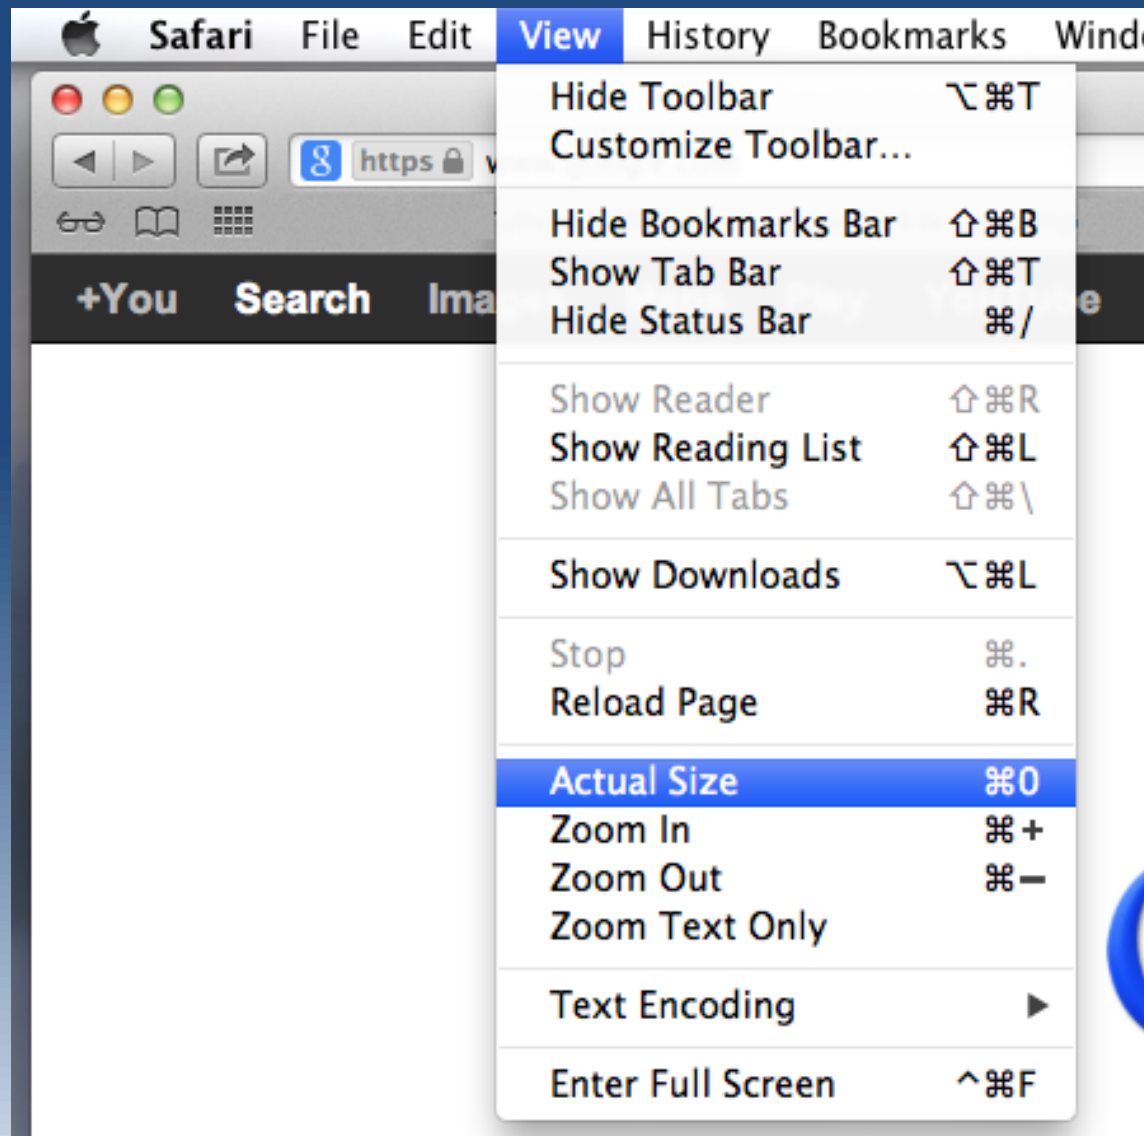 Safari File Edit View History Bookmarks
Hide Toolbar ⌥⌘T
Customize Toolbar...
8 https
Hide Bookmarks Bar ⇧⌘B
Show Tab Bar ⇧⌘T
Hide Status Bar ⌘/
+You Search
Show Reader ⇧⌘R
Show Reading List ⇧⌘L
Show All Tabs ⇧⌘\
Show Downloads ⌥⌘L
Stop ⌘.
Reload Page ⌘R
Actual Size ⌘0
Zoom In ⌘+
Zoom Out ⌘−
Zoom Text Only
Text Encoding ▶
Enter Full Screen ^⌘F